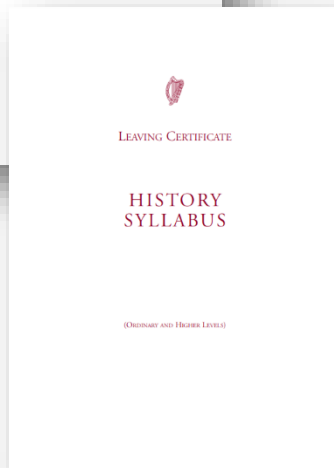 LEAVING CERTIFICATE
HISTORY
SYLLABUS
(ORDINARY AND HIGHER LEVELS)